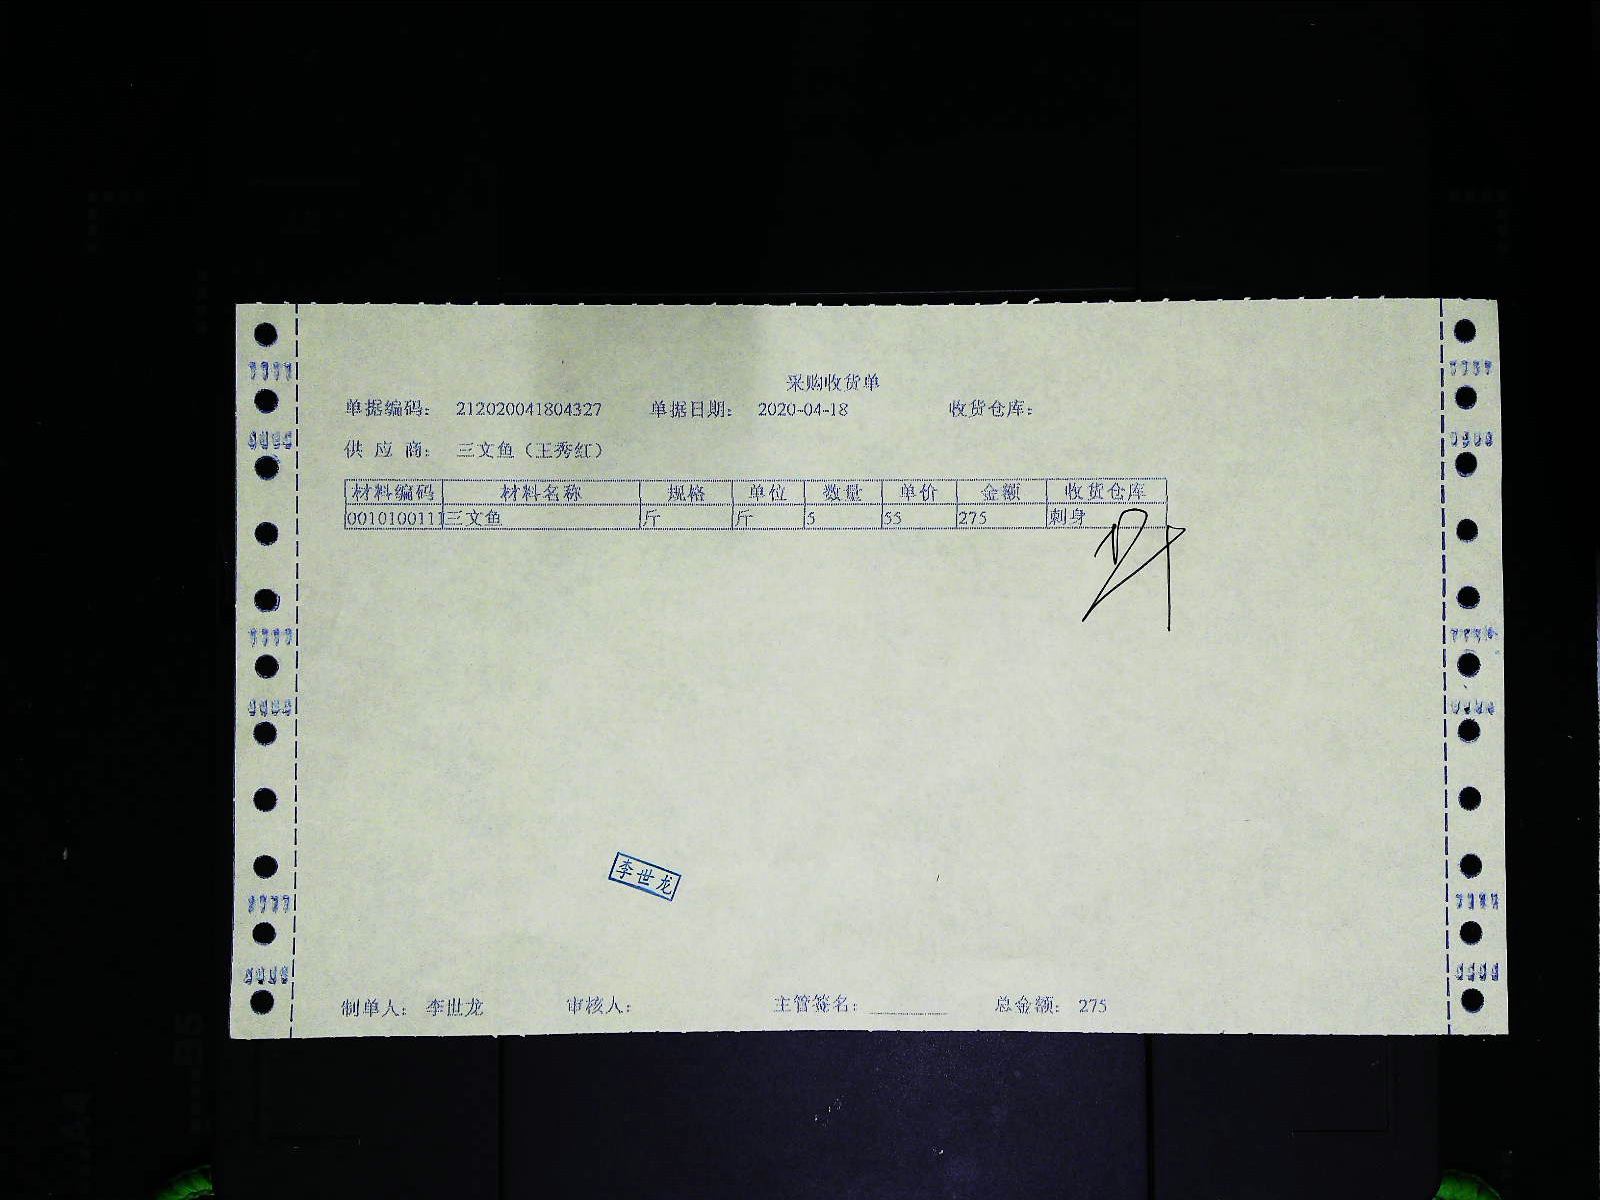 采购收货单
单据编码： 212020041804327 单据日期： 2020-04-18 收货仓库：
供 应 商： 三文鱼（王秀红）
材料编码 材料名称 规格 单位 数量 单价 金额 收货仓库
0010100111 三文鱼 斤 斤 5 55 275 刺身
李世龙
制单人： 李世龙 审核人： 主管签名： 总金额： 275